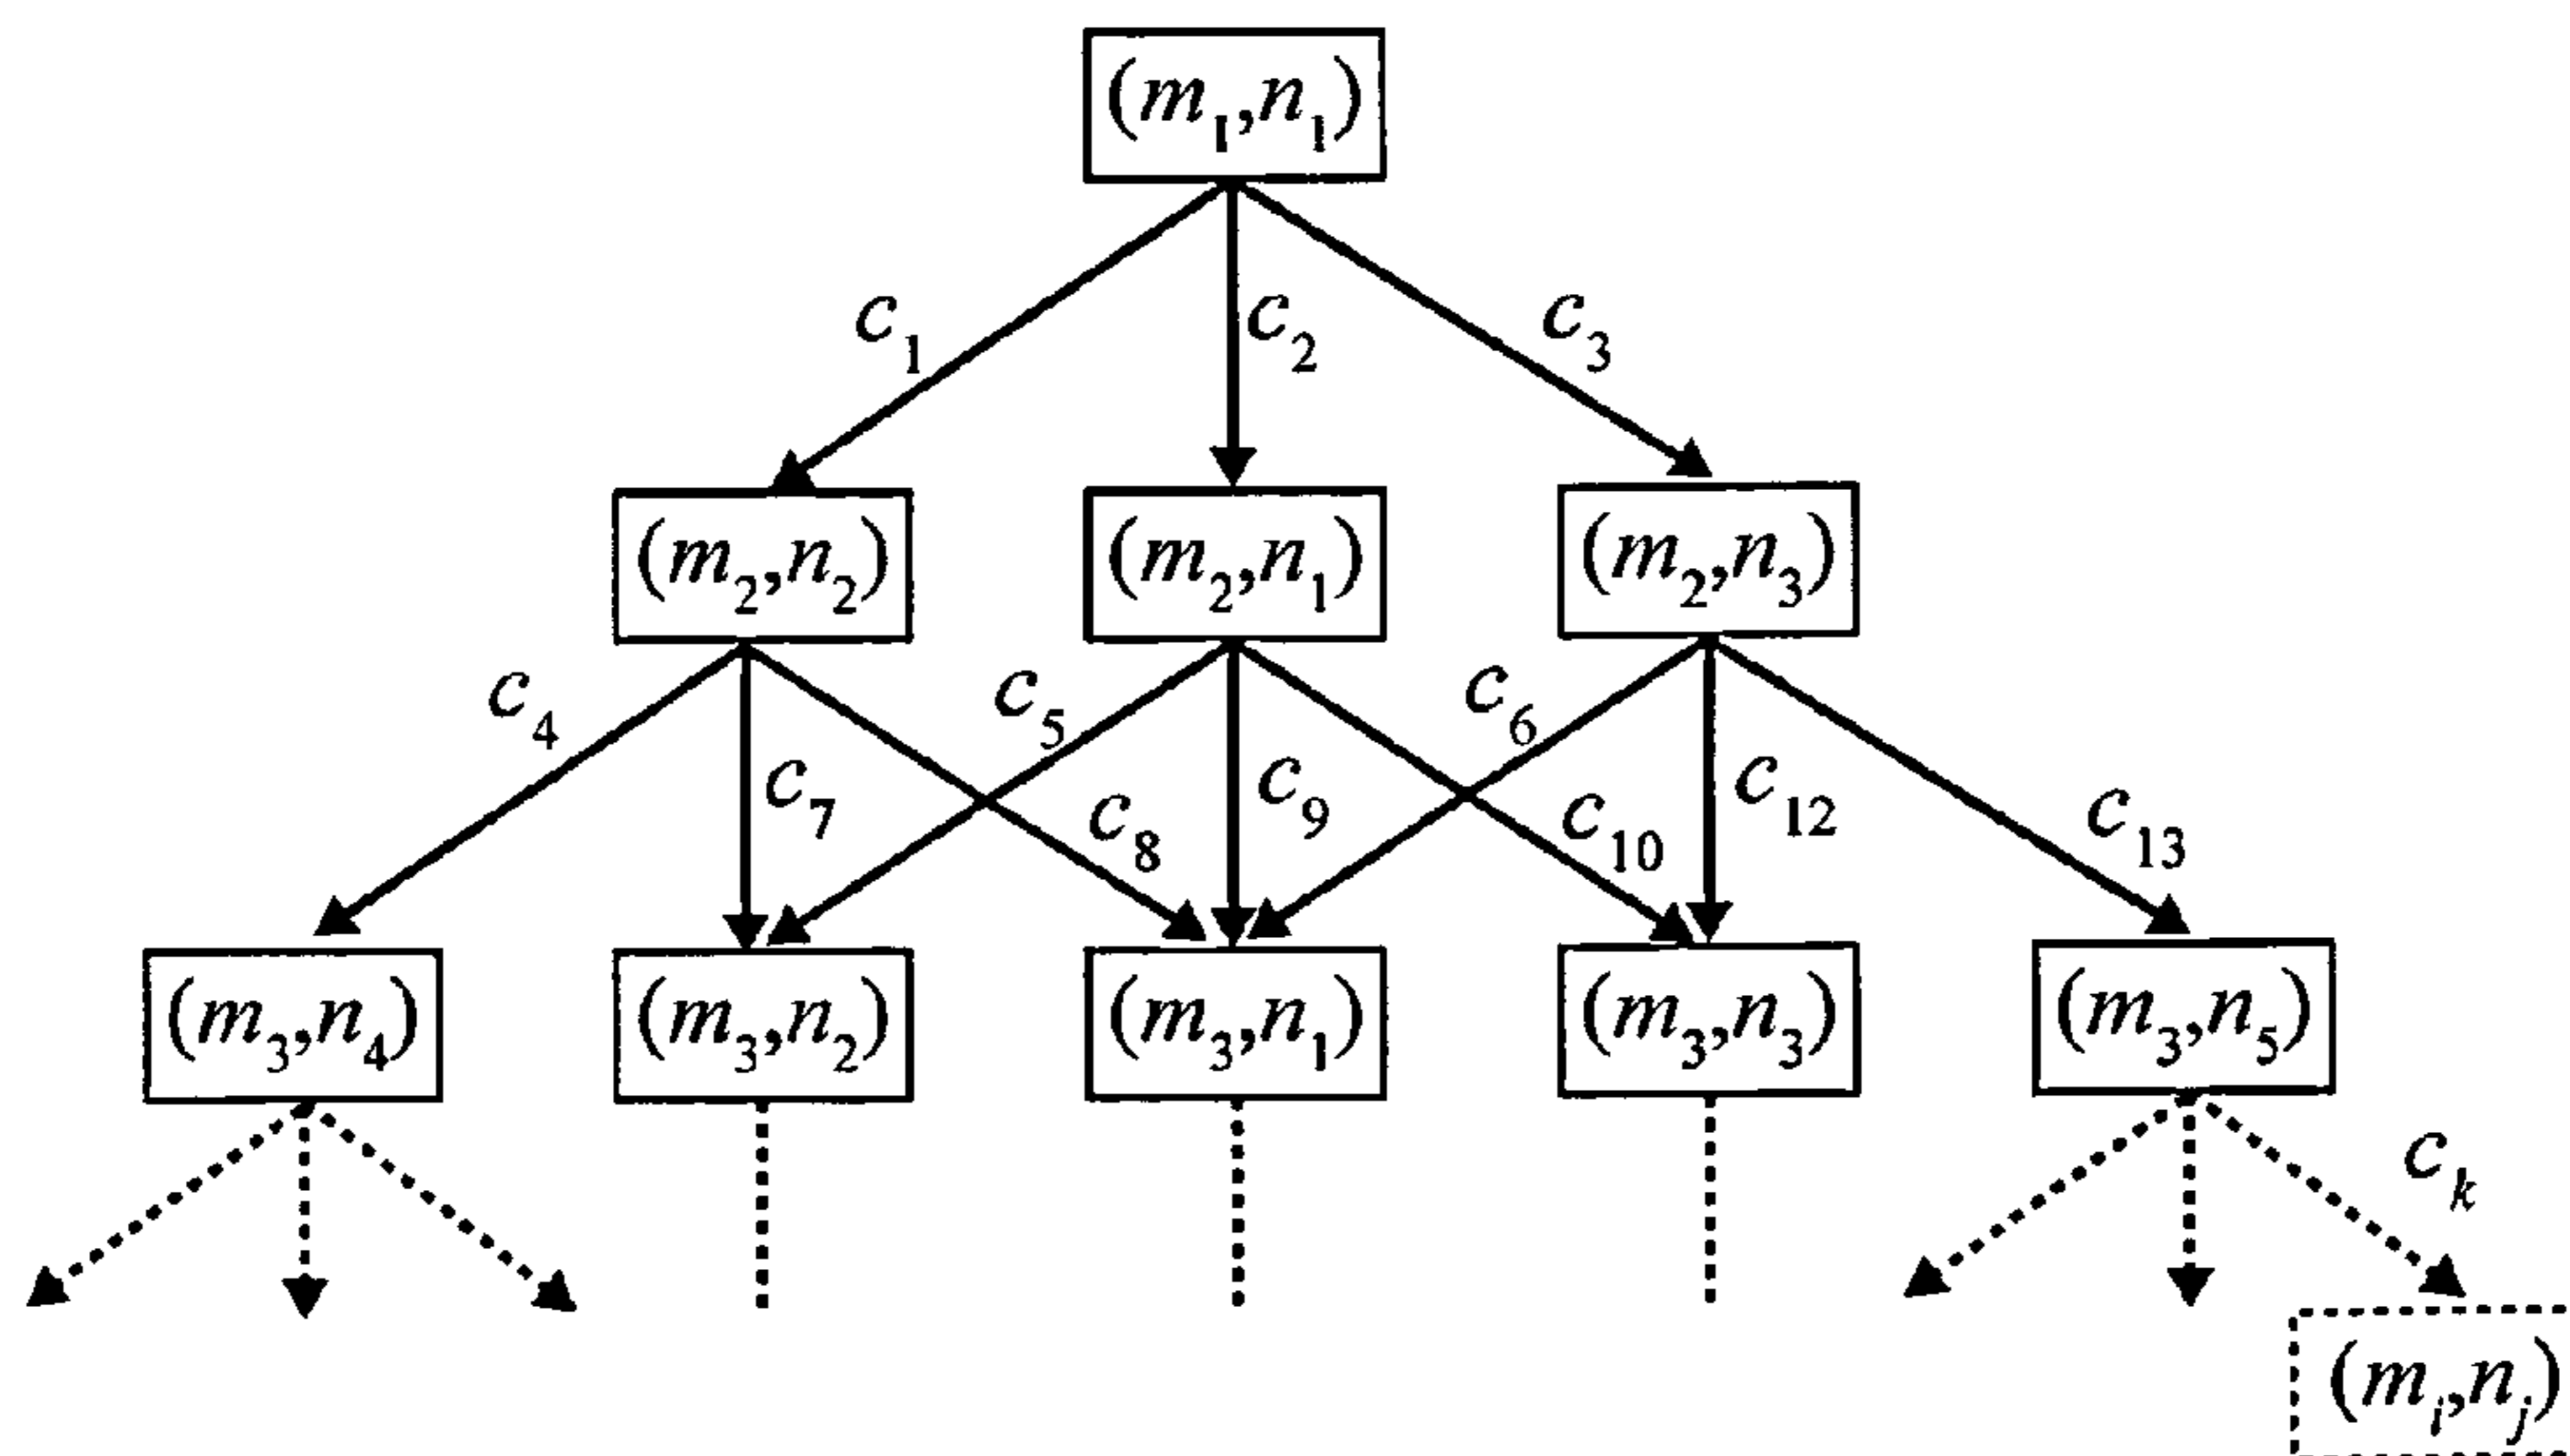 (m₁,n₁)
c₁ c₂ c₃
(m₂,n₂) (m₂,n₁) (m₂,n₃)
c₄ c₅ c₆
c₇ c₈ c₉ c₁₀ c₁₂ c₁₃
(m₃,n₄) (m₃,n₂) (m₃,n₁) (m₃,n₃) (m₃,n₅)
cₖ
(mᵢ,nⱼ)